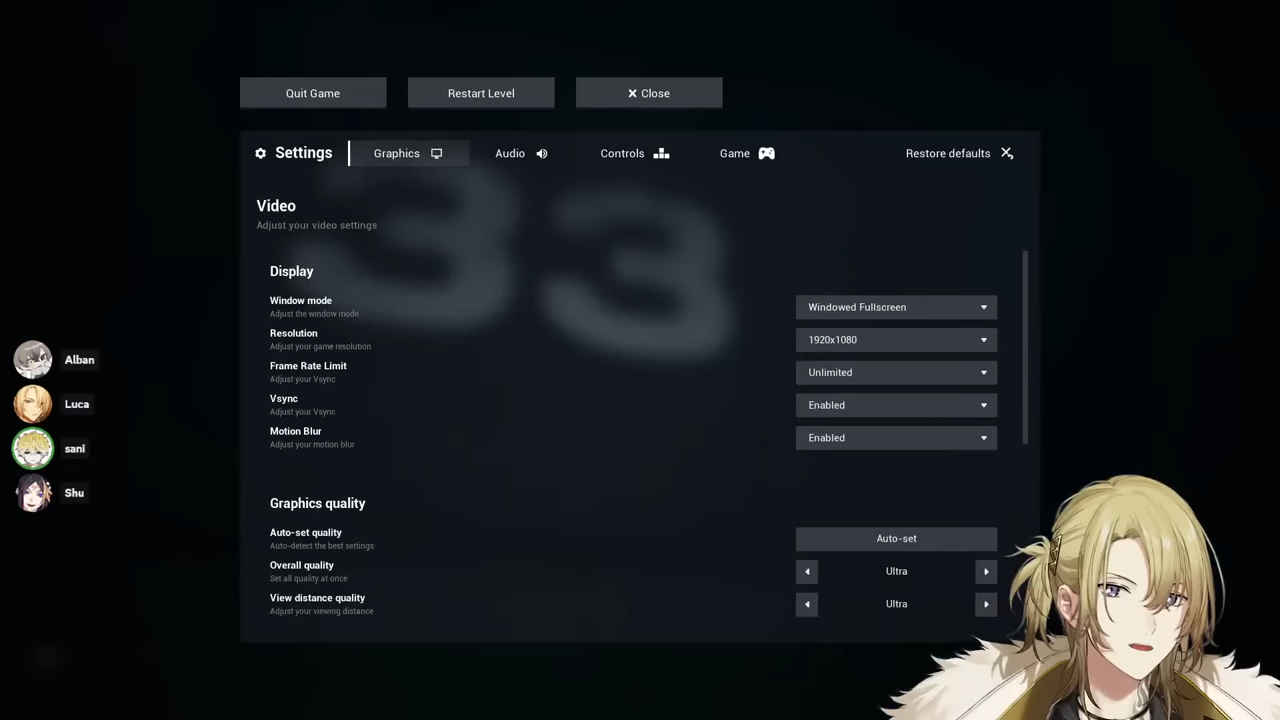 Quit Game
Restart Level
Close
Settings
Graphics
Audio
Controls
Game
Restore defaults
33
Video
Adjust your video settings
Display
Window mode
Adjust the window mode
Windowed Fullscreen
Resolution
Adjust your game resolution
1920x1080
Frame Rate Limit
Adjust your Vsync
Unlimited
Vsync
Adjust your Vsync
Enabled
Motion Blur
Adjust your motion blur
Enabled
Graphics quality
Auto-set quality
Auto-detect the best settings
Auto-set
Overall quality
Set all quality at once
Ultra
View distance quality
Adjust your viewing distance
Ultra
Alban
Luca
sani
Shu